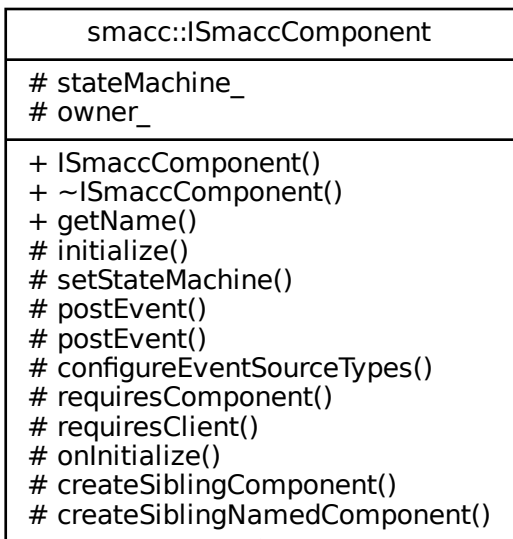 smacc::ISmaccComponent
# stateMachine_
# owner_
+ ISmaccComponent()
+ ~ISmaccComponent()
+ getName()
# initialize()
# setStateMachine()
# postEvent()
# postEvent()
# configureEventSourceTypes()
# requiresComponent()
# requiresClient()
# onInitialize()
# createSiblingComponent()
# createSiblingNamedComponent()